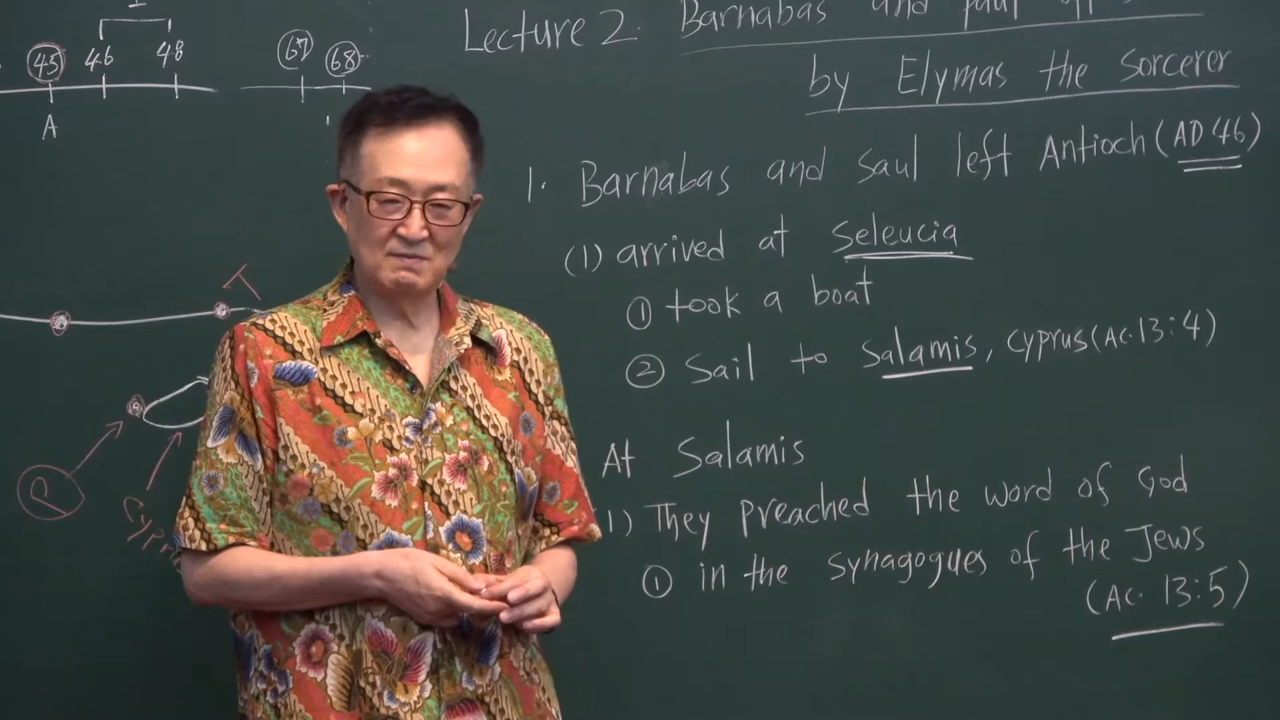 I
45 46 48 67 68
A
T
P
Lecture 2. Barnabas and Paul
by Elymas the Sorcerer
1. Barnabas and Saul left Antioch (AD 46)
(1) arrived at Seleucia
① took a boat
② Sail to Salamis, Cyprus (Ac. 13:4)
At Salamis
1) They preached the word of God
① in the synagogues of the Jews
(Ac. 13:5)